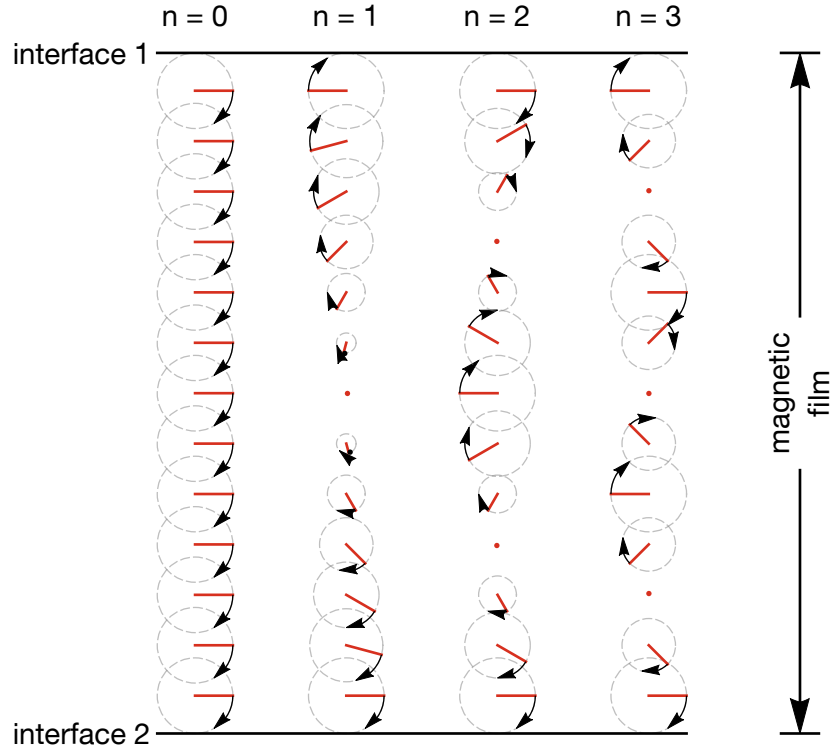 n = 0 n = 1 n = 2 n = 3
interface 1
magnetic
film
interface 2